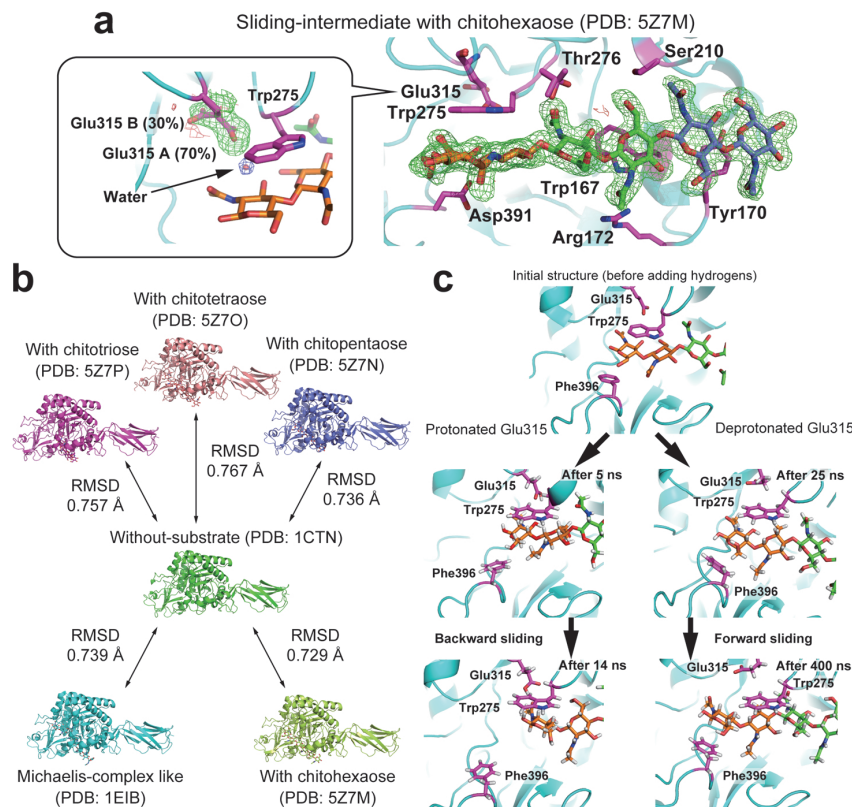 a
Sliding-intermediate with chitohexaose (PDB: 5Z7M)
Trp275
Glu315 B (30%)
Glu315 A (70%)
Water
Thr276
Ser210
Glu315
Trp275
Trp167
Asp391
Arg172
Tyr170
b
With chitotetraose
(PDB: 5Z7O)
With chitotriose
(PDB: 5Z7P)
With chitopentaose
(PDB: 5Z7N)
RMSD
0.757 Å
RMSD
0.767 Å
RMSD
0.736 Å
Without-substrate (PDB: 1CTN)
RMSD
0.739 Å
RMSD
0.729 Å
Michaelis-complex like
(PDB: 1EIB)
With chitohexaose
(PDB: 5Z7M)
c
Initial structure (before adding hydrogens)
Glu315
Trp275
Phe396
Protonated Glu315
Deprotonated Glu315
After 5 ns
Glu315
Trp275
Phe396
After 25 ns
Glu315
Trp275
Phe396
Backward sliding
Forward sliding
After 14 ns
Glu315
Trp275
Phe396
After 400 ns
Glu315
Trp275
Phe396